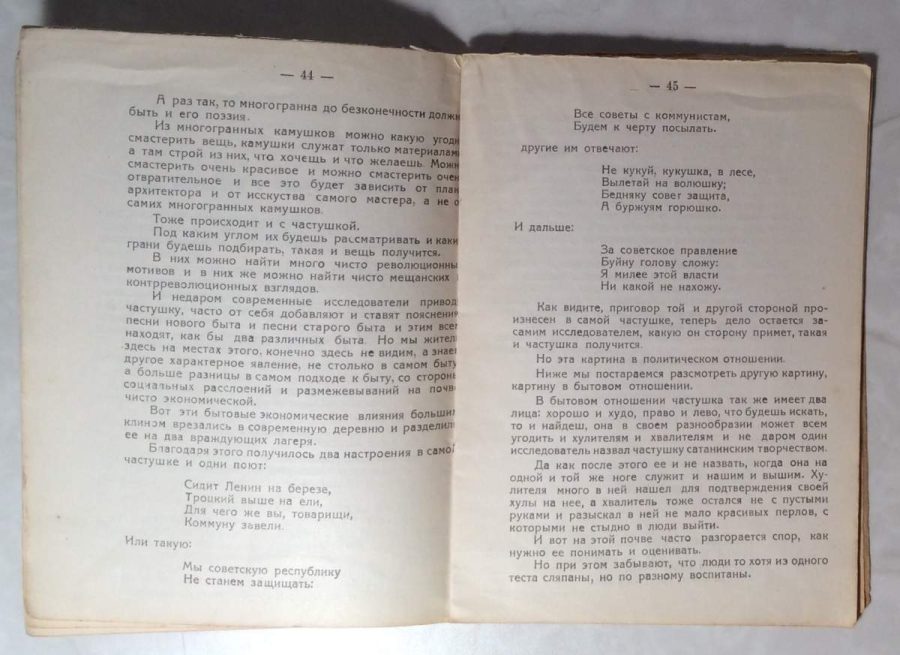 — 44 —
А раз так, то многогранна до безконечности должн
быть и его поэзия.
Из многогранных камушков можно какую угодн
смастерить вещь, камушки служат только материалам
а там строй из них, что хочешь и что желаешь. Можн
смастерить очень красивое и можно смастерить очен
отвратительное и все это будет зависить от план
архитектора и от исскуства самого мастера, а не о
самих многогранных камушков.
Тоже происходит и с частушкой.
Под каким углом их будешь рассматривать и каки
грани будешь подбирать, такая и вещь получится.
В них можно найти много чисто революционны
мотивов и в них же можно найти чисто мещанских
контрреволюционных взглядов.
И недаром современные исследователи привод
частушку, часто от себя добавляют и ставят пояснени
песни нового быта и песни старого быта и этим всем
находят, как бы два различных быта. Но мы жител
здесь на местах этого, конечно здесь не видим, а знаем
другое характерное явление, не столько в самом быту
а больше разницы в самом подходе к быту, со сторон
социальных расслоений и размежевываний на почве
чисто экономической.
Вот эти бытовые экономические влияния большим
клином врезались в современную деревню и разделили
ее на два враждующих лагеря.
Благодаря этого получилось два настроения в самой
частушке и одни поют:
Сидит Ленин на березе,
Троцкий выше на ели,
Для чего же вы, товарищи,
Коммуну завели.
Или такую:
Мы советскую республику
Не станем защищать:
— 45 —
Все советы с коммунистам,
Будем к черту посылать.
другие им отвечают:
Не кукуй, кукушка, в лесе,
Вылетай на волюшку;
Бедняку совет защита,
А буржуям горюшко.
И дальше:
За советское правление
Буйну голову сложу:
Я милее этой власти
Ни какой не нахожу.
Как видите, приговор той и другой стороной про-
изнесен в самой частушке, теперь дело остается за-
самим исследователем, какую он сторону примет, такая
и частушка получится.
Но эта картина в политическом отношении.
Ниже мы постараемся разсмотреть другую картину,
картину в бытовом отношении.
В бытовом отношении частушка так же имеет два
лица: хорошо и худо, право и лево, что будешь искать,
то и найдеш, она в своем разнообразии может всем
угодить и хулителям и хвалителям и не даром один
исследователь назвал частушку сатанинским творчеством.
Да как после этого ее и не назвать, когда она на
одной и той же ноге служит и нашим и вышим. Ху-
лителя много в ней нашел для подтверждения своей
хулы на нее, а хвалитель тоже остался не с пустыми
руками и разыскал в ней не мало красивых перлов, с
которыми не стыдно в люди выйти.
И вот на этой почве часто разгорается спор, как
нужно ее понимать и оценивать.
Но при этом забывают, что люди то хотя из одного
теста сляпаны, но по разному воспитаны.